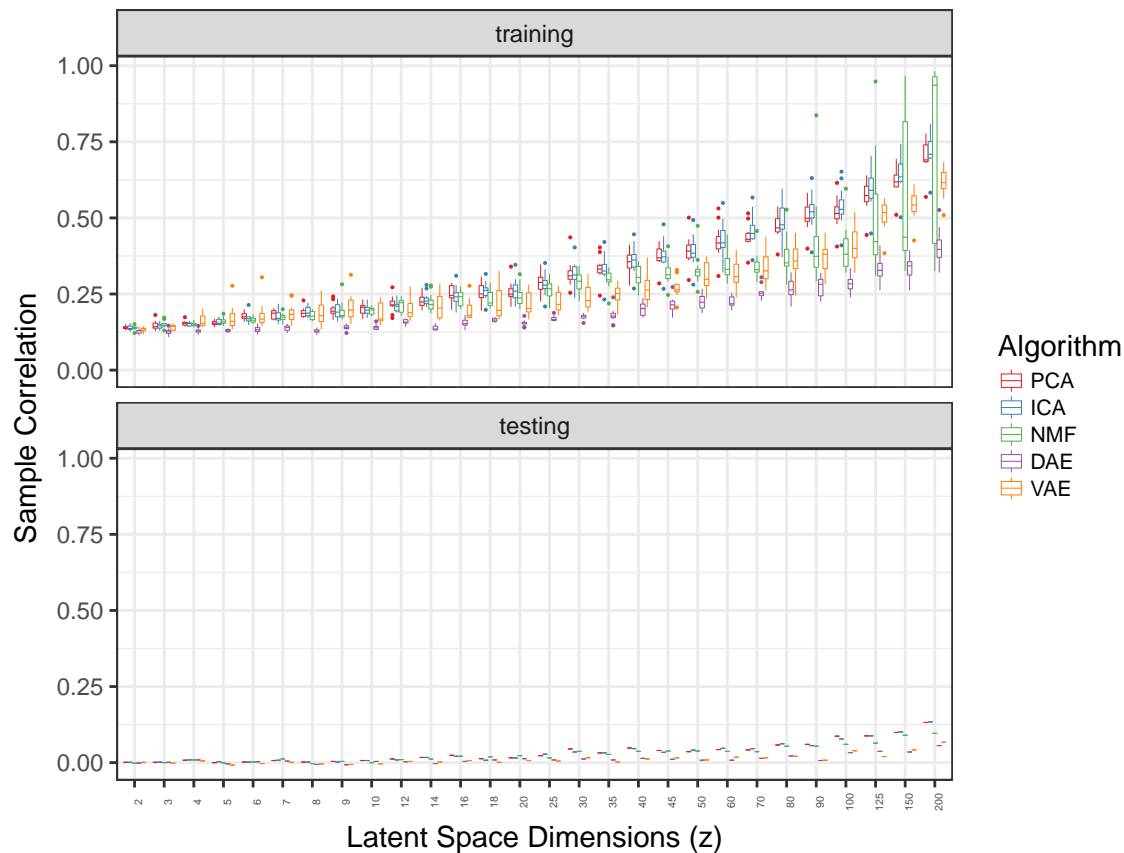 training
1.00
0.75
0.50
0.25
0.00
testing
1.00
0.75
0.50
0.25
0.00
Sample Correlation
2 3 4 5 6 7 8 9 10 12 14 16 18 20 25 30 35 40 45 50 60 70 80 90 100 125 150 200
Latent Space Dimensions (z)
Algorithm
PCA
ICA
NMF
DAE
VAE